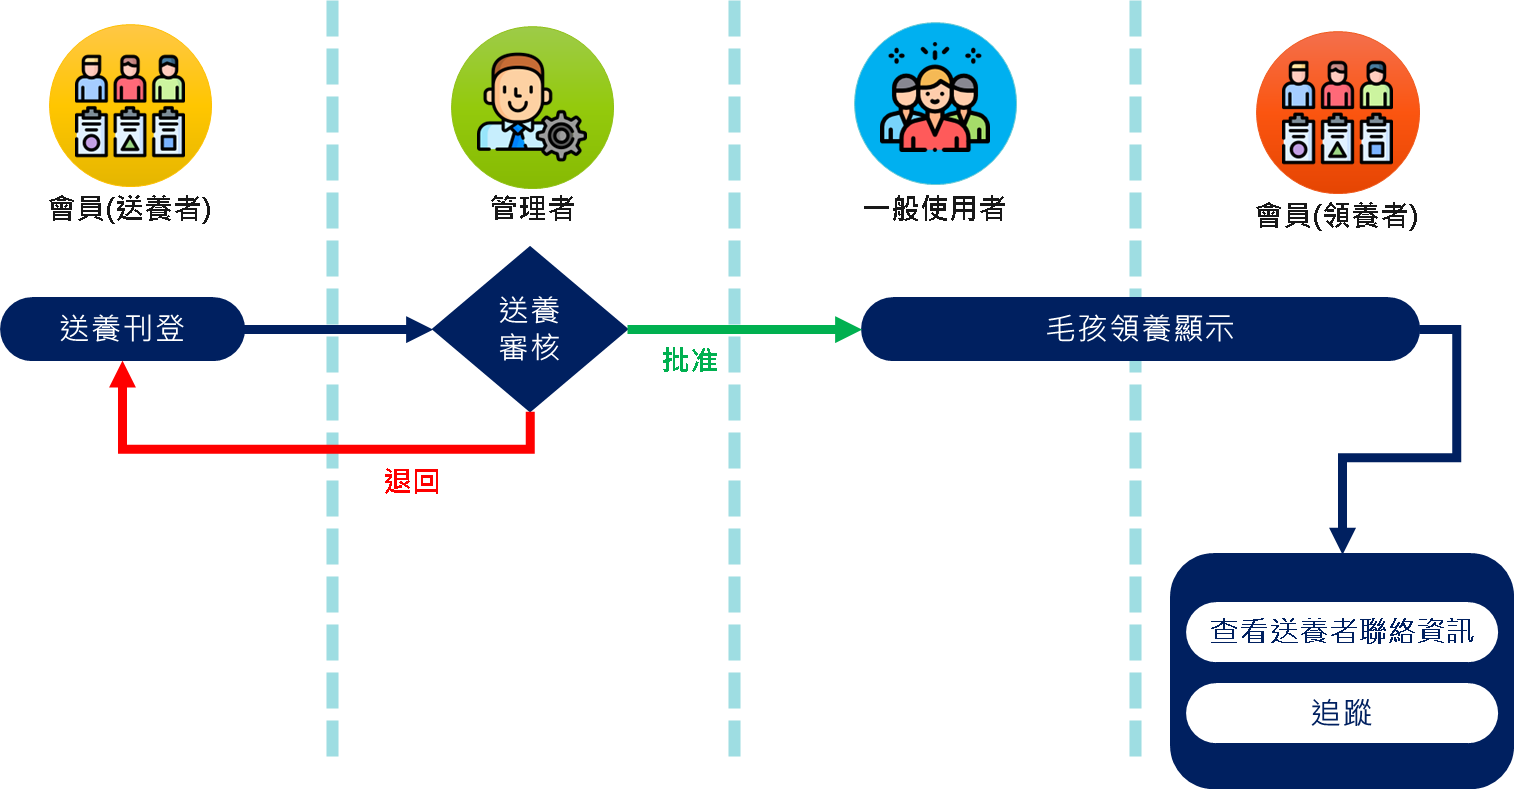 會員(送養者)
管理者
一般使用者
會員(領養者)
送養刊登
送養
審核
批准
毛孩領養顯示
退回
查看送養者聯絡資訊
追蹤